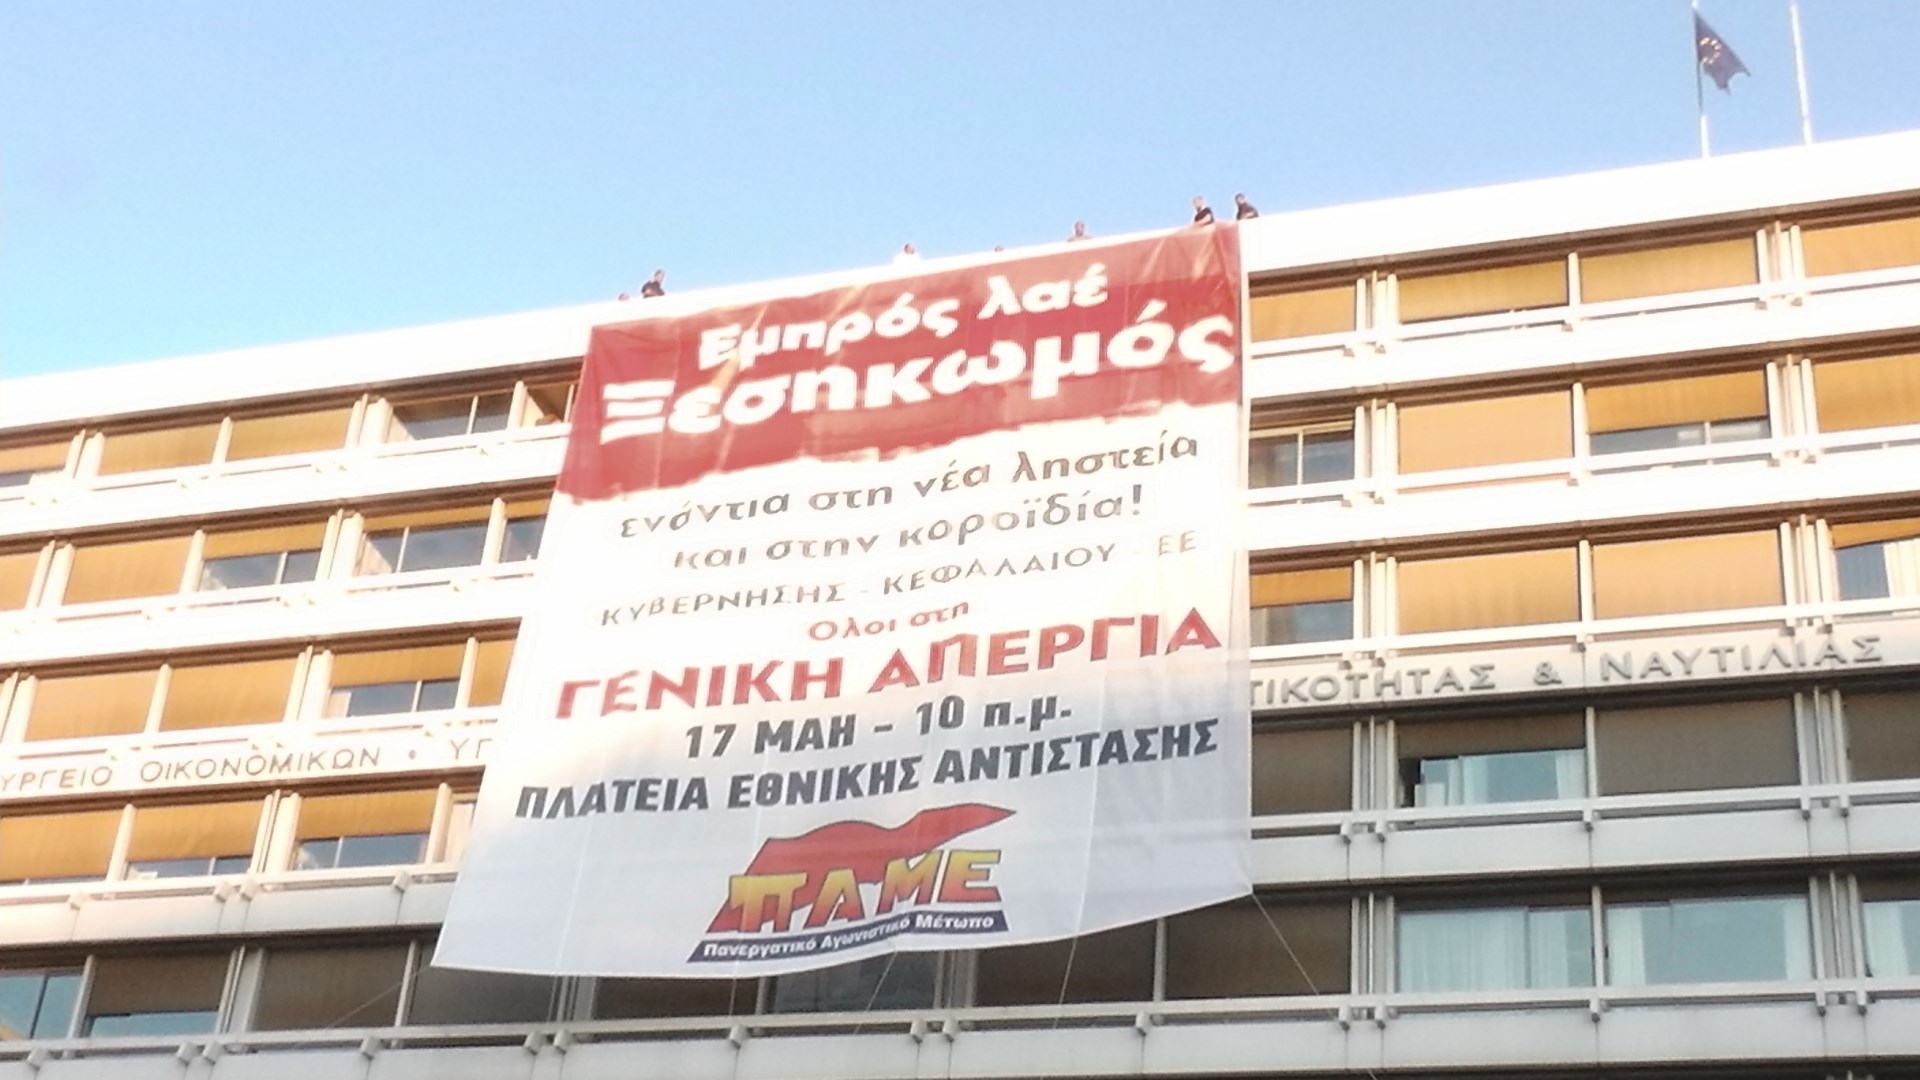 Εμπρός λαέ
Ξεσηκωμός
ενάντια στη νέα ληστεία
και στην κοροϊδία!
ΚΥΒΕΡΝΗΣΗΣ - ΚΕΦΑΛΑΙΟΥ - ΕΕ
Όλοι στη
ΓΕΝΙΚΗ ΑΠΕΡΓΙΑ
17 ΜΑΗ - 10 π.μ.
ΠΛΑΤΕΙΑ ΕΘΝΙΚΗΣ ΑΝΤΙΣΤΑΣΗΣ
ΠΑΜΕ
Πανεργατικό Αγωνιστικό Μέτωπο
ΥΡΓΕΙΟ ΟΙΚΟΝΟΜΙΚΩΝ • ΥΠ
ΤΙΚΟΤΗΤΑΣ & ΝΑΥΤΙΛΙΑΣ